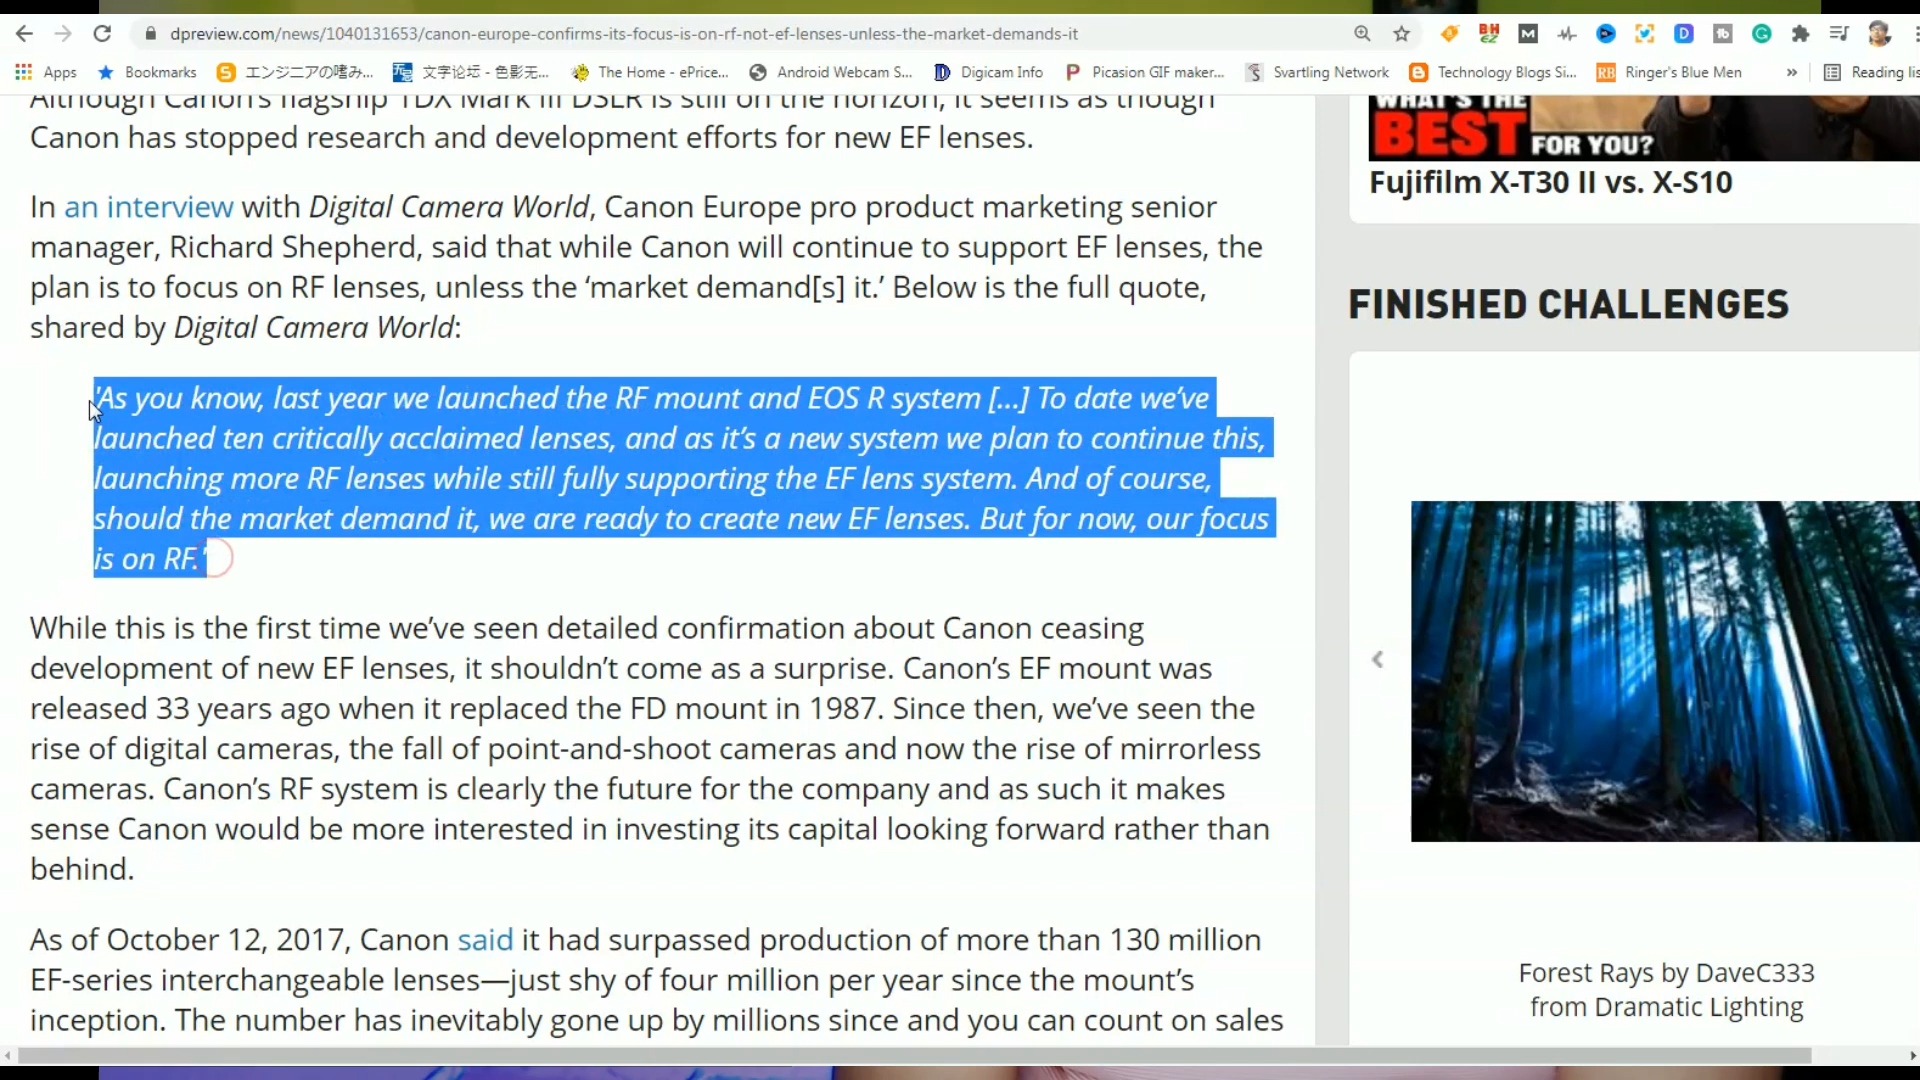 dpreview.com/news/1040131653/canon-europe-confirms-its-focus-is-on-rf-not-ef-lenses-unless-the-market-demands-it
Apps Bookmarks エンジニアの嗜み... 文字论坛 - 色影无... The Home - ePrice... Android Webcam S... Digicam Info Picasion GIF maker... Svartling Network Technology Blogs Si... Ringer's Blue Men » Reading lis
Although Canon's flagship 1DX Mark III DSLR is still on the horizon, it seems as though
Canon has stopped research and development efforts for new EF lenses.
In an interview with Digital Camera World, Canon Europe pro product marketing senior
manager, Richard Shepherd, said that while Canon will continue to support EF lenses, the
plan is to focus on RF lenses, unless the ‘market demand[s] it.’ Below is the full quote,
shared by Digital Camera World:
'As you know, last year we launched the RF mount and EOS R system [...] To date we’ve
launched ten critically acclaimed lenses, and as it’s a new system we plan to continue this,
launching more RF lenses while still fully supporting the EF lens system. And of course,
should the market demand it, we are ready to create new EF lenses. But for now, our focus
is on RF.'
While this is the first time we’ve seen detailed confirmation about Canon ceasing
development of new EF lenses, it shouldn’t come as a surprise. Canon’s EF mount was
released 33 years ago when it replaced the FD mount in 1987. Since then, we’ve seen the
rise of digital cameras, the fall of point-and-shoot cameras and now the rise of mirrorless
cameras. Canon’s RF system is clearly the future for the company and as such it makes
sense Canon would be more interested in investing its capital looking forward rather than
behind.
As of October 12, 2017, Canon said it had surpassed production of more than 130 million
EF-series interchangeable lenses—just shy of four million per year since the mount’s
inception. The number has inevitably gone up by millions since and you can count on sales
WHAT'S THE
BEST FOR YOU?
Fujifilm X-T30 II vs. X-S10
FINISHED CHALLENGES
Forest Rays by DaveC333
from Dramatic Lighting